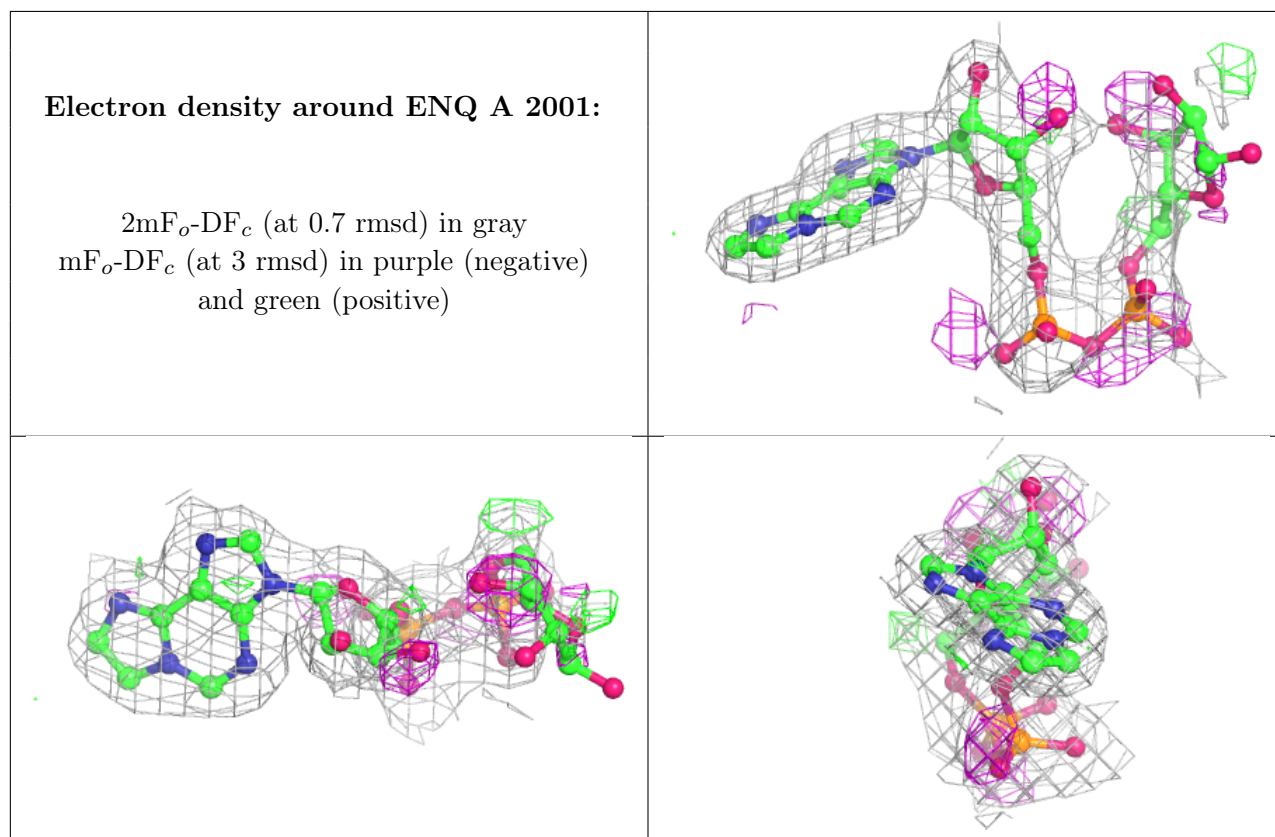 Electron density around ENQ A 2001:
2mFo-DFc (at 0.7 rmsd) in gray
mFo-DFc (at 3 rmsd) in purple (negative)
and green (positive)